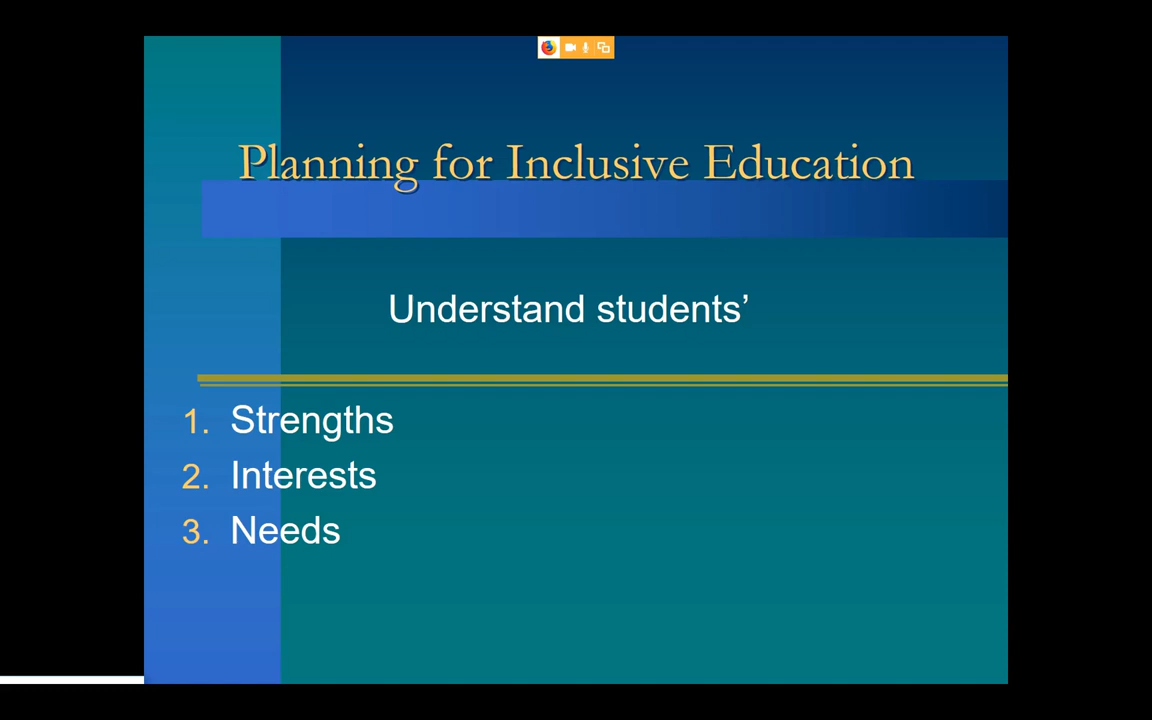 Planning for Inclusive Education
Understand students’
1. Strengths
2. Interests
3. Needs